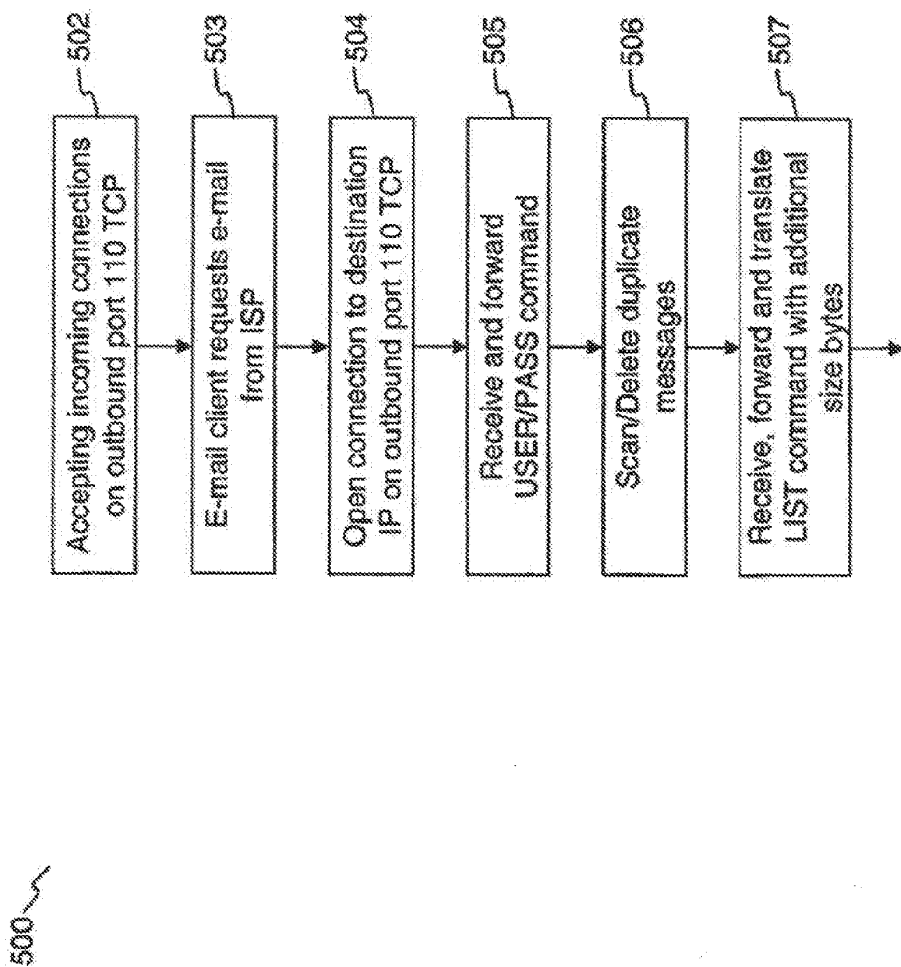 500
Accepting incoming connections
on outbound port 110 TCP
502
E-mail client requests e-mail
from ISP
503
Open connection to destination
IP on outbound port 110 TCP
504
Receive and forward
USER/PASS command
505
Scan/Delete duplicate
messages
506
Receive, forward and translate
LIST command with additional
size bytes
507